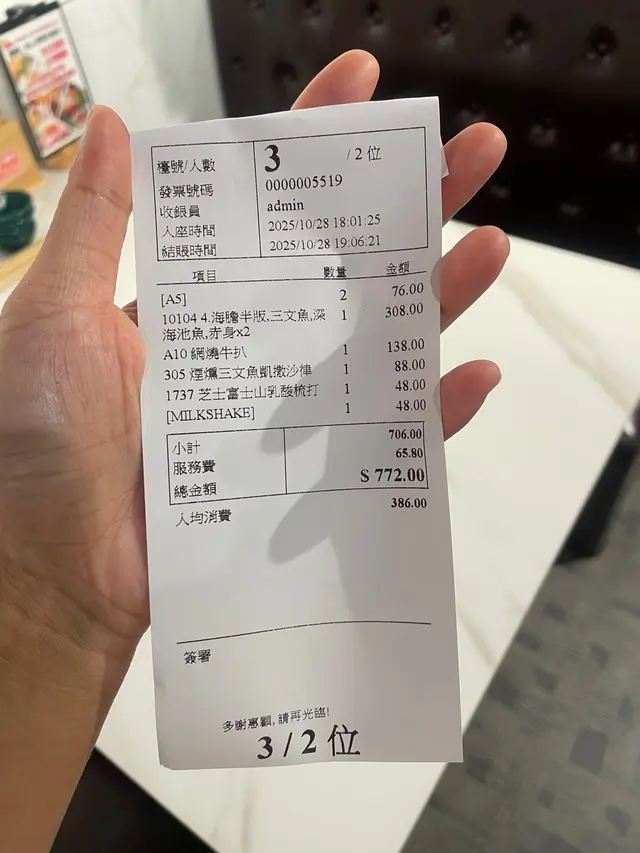 檯號/人數 3 / 2 位
發票號碼 0000005519
收銀員 admin
入座時間 2025/10/28 18:01:25
結賬時間 2025/10/28 19:06:21
項目 數量 金額
[A5] 2 76.00
10104 4.海膽半版,三文魚,深 1 308.00
海池魚,赤身x2
A10 網燒牛扒 1 138.00
305 煙燻三文魚凱撒沙律 1 88.00
1737 芝士富士山乳酸梳打 1 48.00
[MILKSHAKE] 1 48.00
小計 706.00
服務費 65.80
總金額 $ 772.00
人均消費 386.00
簽署
多謝惠顧, 請再光臨!
3 / 2 位